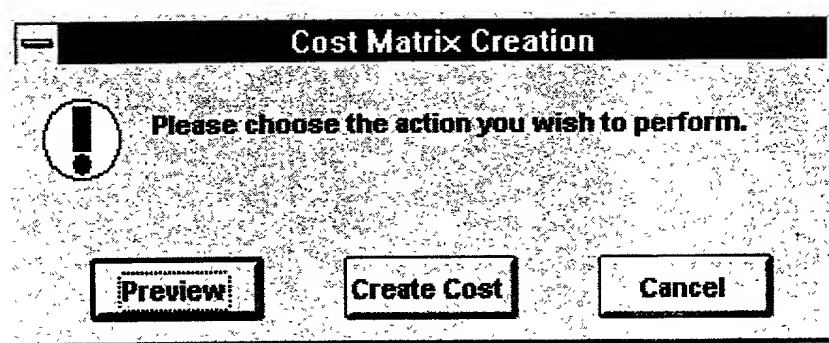 Cost Matrix Creation
Please choose the action you wish to perform.
Preview Create Cost Cancel